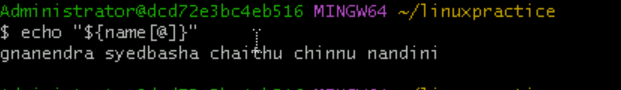 Administrator@dcd72e3bc4eb516 MINGW64 ~/linuxpractice
$ echo "${name[@]}"
gnanendra syedbasha chaithu chinnu nandini